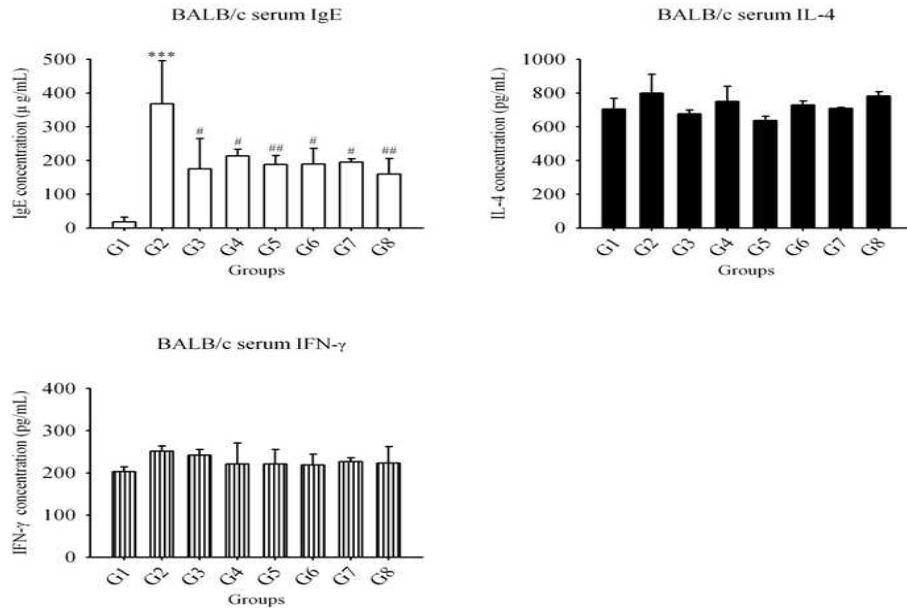 BALB/c serum IgE
IgE concentration (μ g/mL)
500
400
300
200
100
0
***
#
#
##
#
#
##
G1 G2 G3 G4 G5 G6 G7 G8
Groups
BALB/c serum IL-4
IL-4 concentration (pg/mL)
1000
800
600
400
200
0
G1 G2 G3 G4 G5 G6 G7 G8
Groups
BALB/c serum IFN-γ
IFN-γ concentration (pg/mL)
400
300
200
100
0
G1 G2 G3 G4 G5 G6 G7 G8
Groups